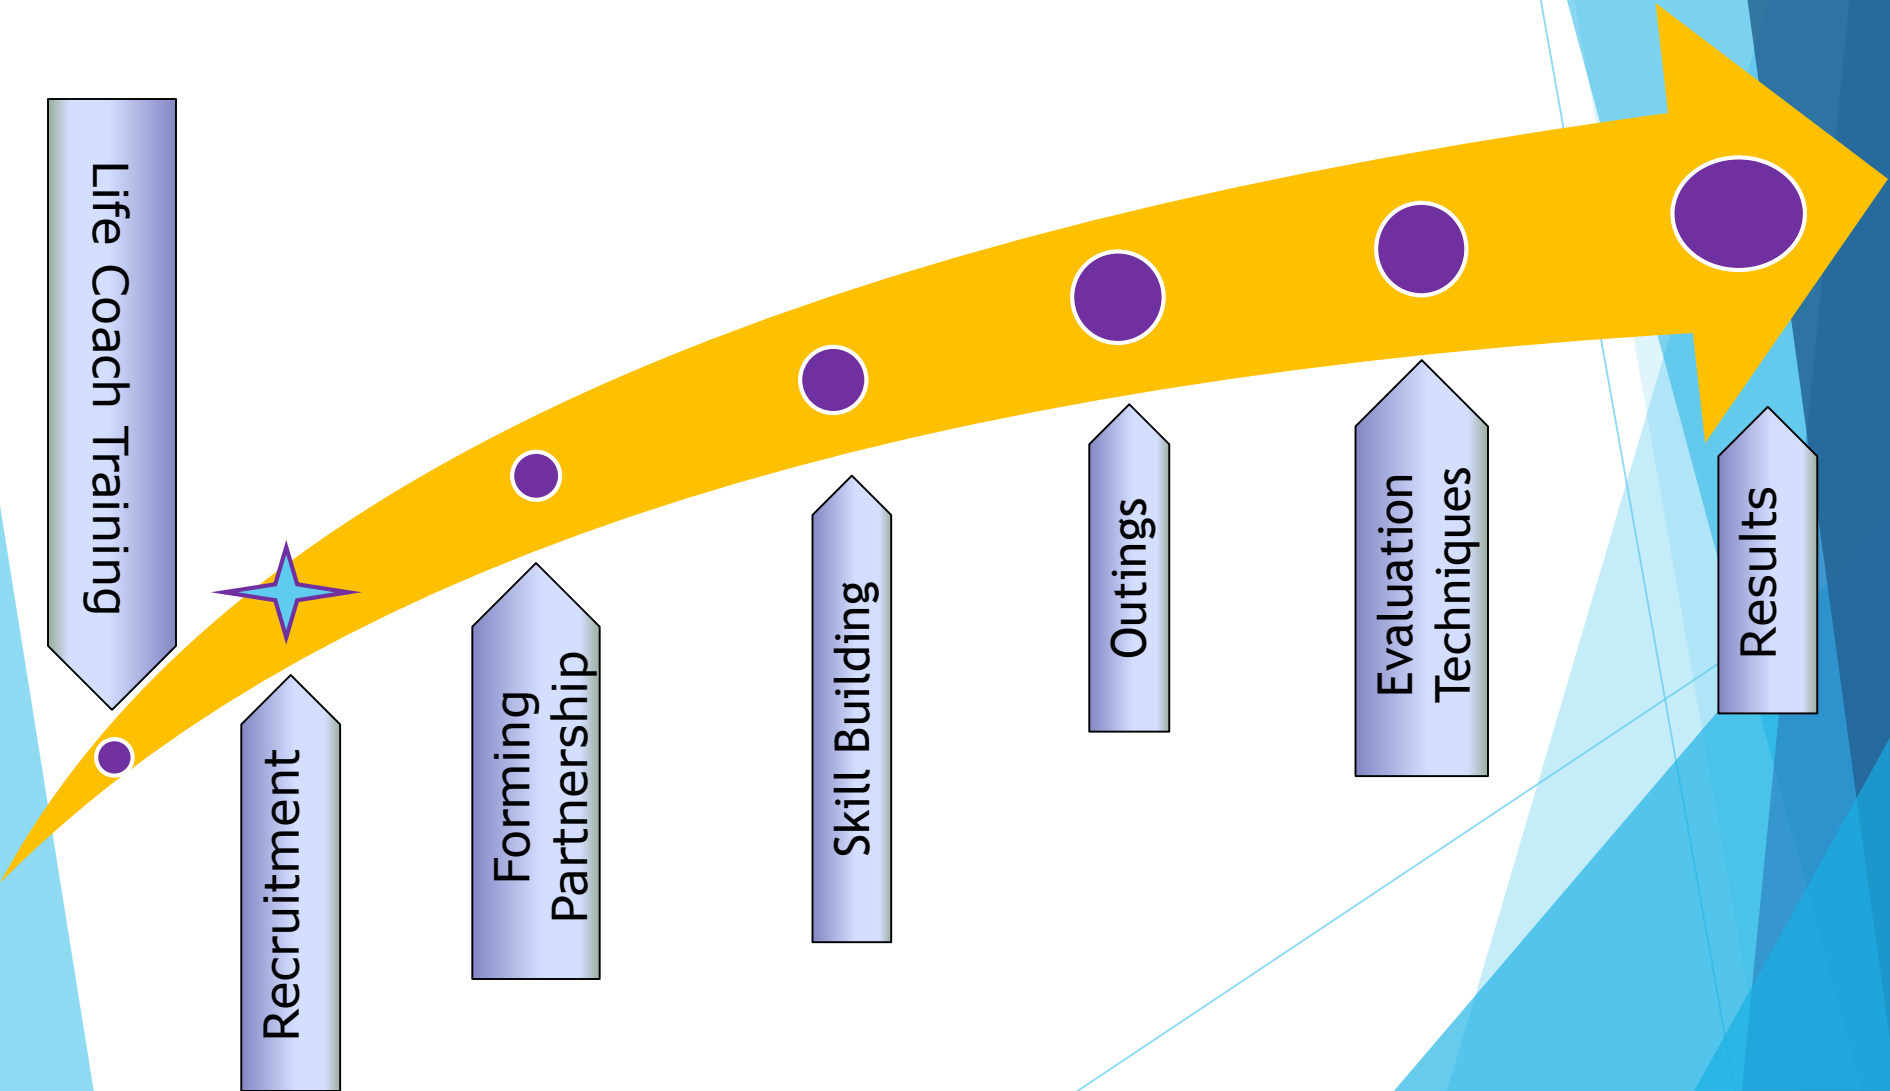 Life Coach Training
Recruitment
Forming
Partnership
Skill Building
Outings
Evaluation
Techniques
Results